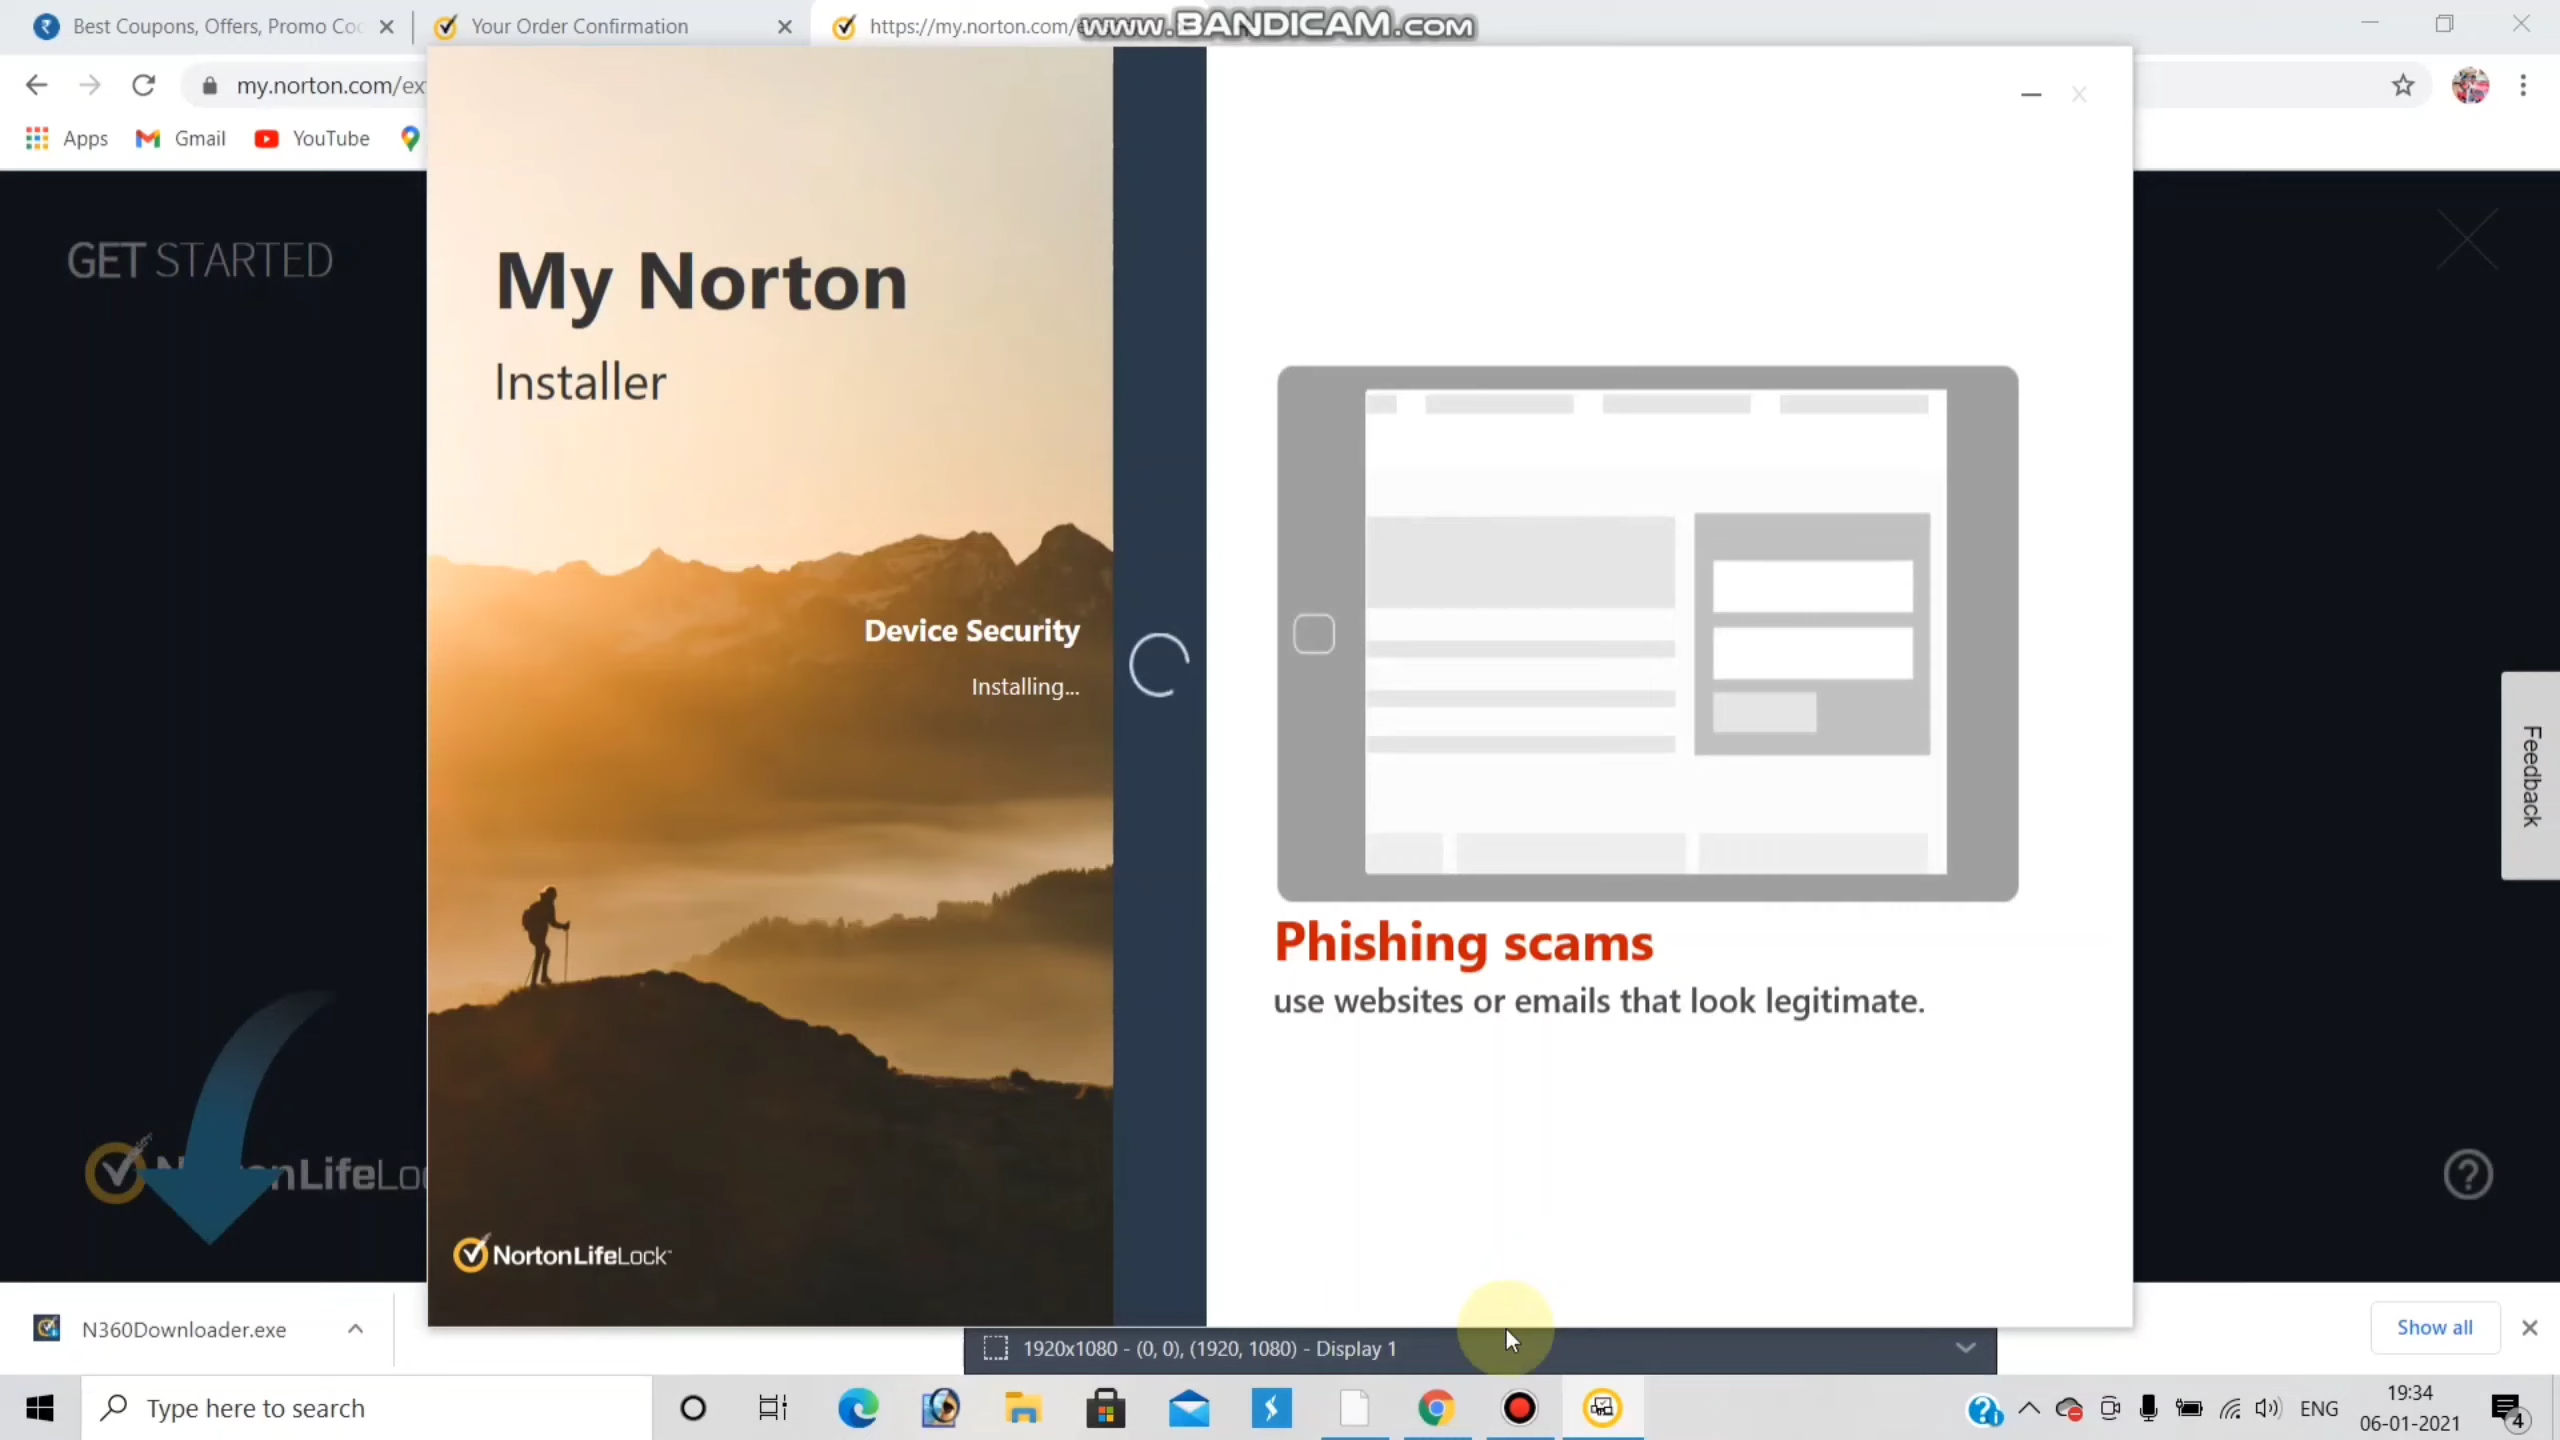 Best Coupons, Offers, Promo Co
Your Order Confirmation
https://my.norton.com/e
www.BANDICAM.com
my.norton.com/ex
Apps
Gmail
YouTube
GET STARTED
My Norton
Installer
Device Security
Installing...
NortonLifeLock
Phishing scams
use websites or emails that look legitimate.
Feedback
nLifeLo
N360Downloader.exe
Show all
1920x1080 - (0, 0), (1920, 1080) - Display 1
Type here to search
ENG
19:34
06-01-2021
4